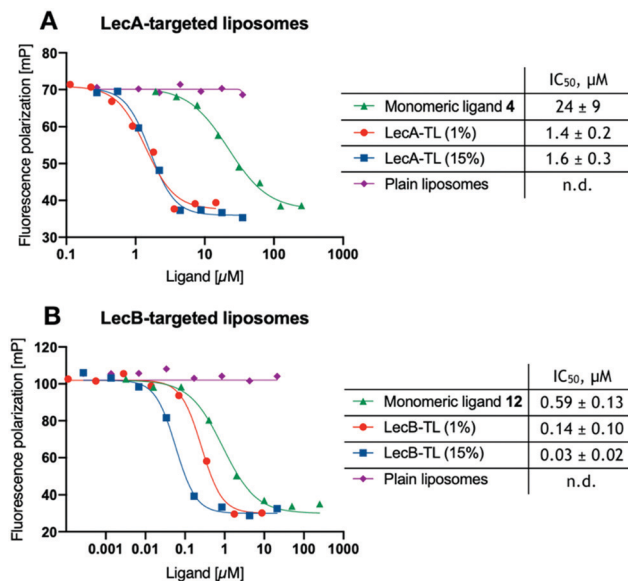 A LecA-targeted liposomes
Fluorescence polarization [mP]
80
70
60
50
40
30
0.1 1 10 100 1000
Ligand [µM]
IC50, µM
Monomeric ligand 4 24 ± 9
LecA-TL (1%) 1.4 ± 0.2
LecA-TL (15%) 1.6 ± 0.3
Plain liposomes n.d.
B LecB-targeted liposomes
Fluorescence polarization [mP]
120
100
80
60
40
20
0.001 0.01 0.1 1 10 100 1000
Ligand [µM]
IC50, µM
Monomeric ligand 12 0.59 ± 0.13
LecB-TL (1%) 0.14 ± 0.10
LecB-TL (15%) 0.03 ± 0.02
Plain liposomes n.d.